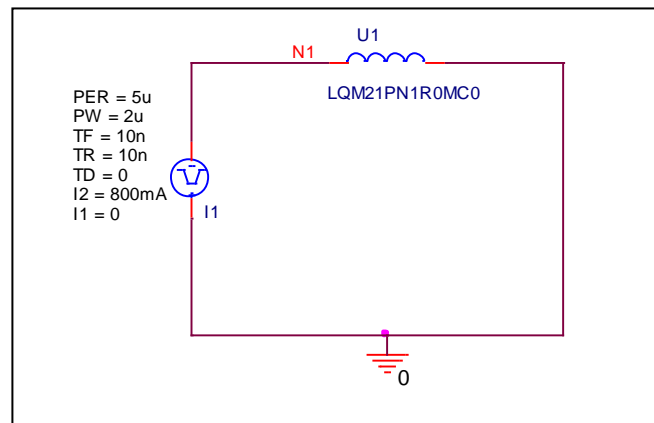 U1
N1
LQM21PN1R0MC0
PER = 5u
PW = 2u
TF = 10n
TR = 10n
TD = 0
I2 = 800mA
I1 = 0
I1
0